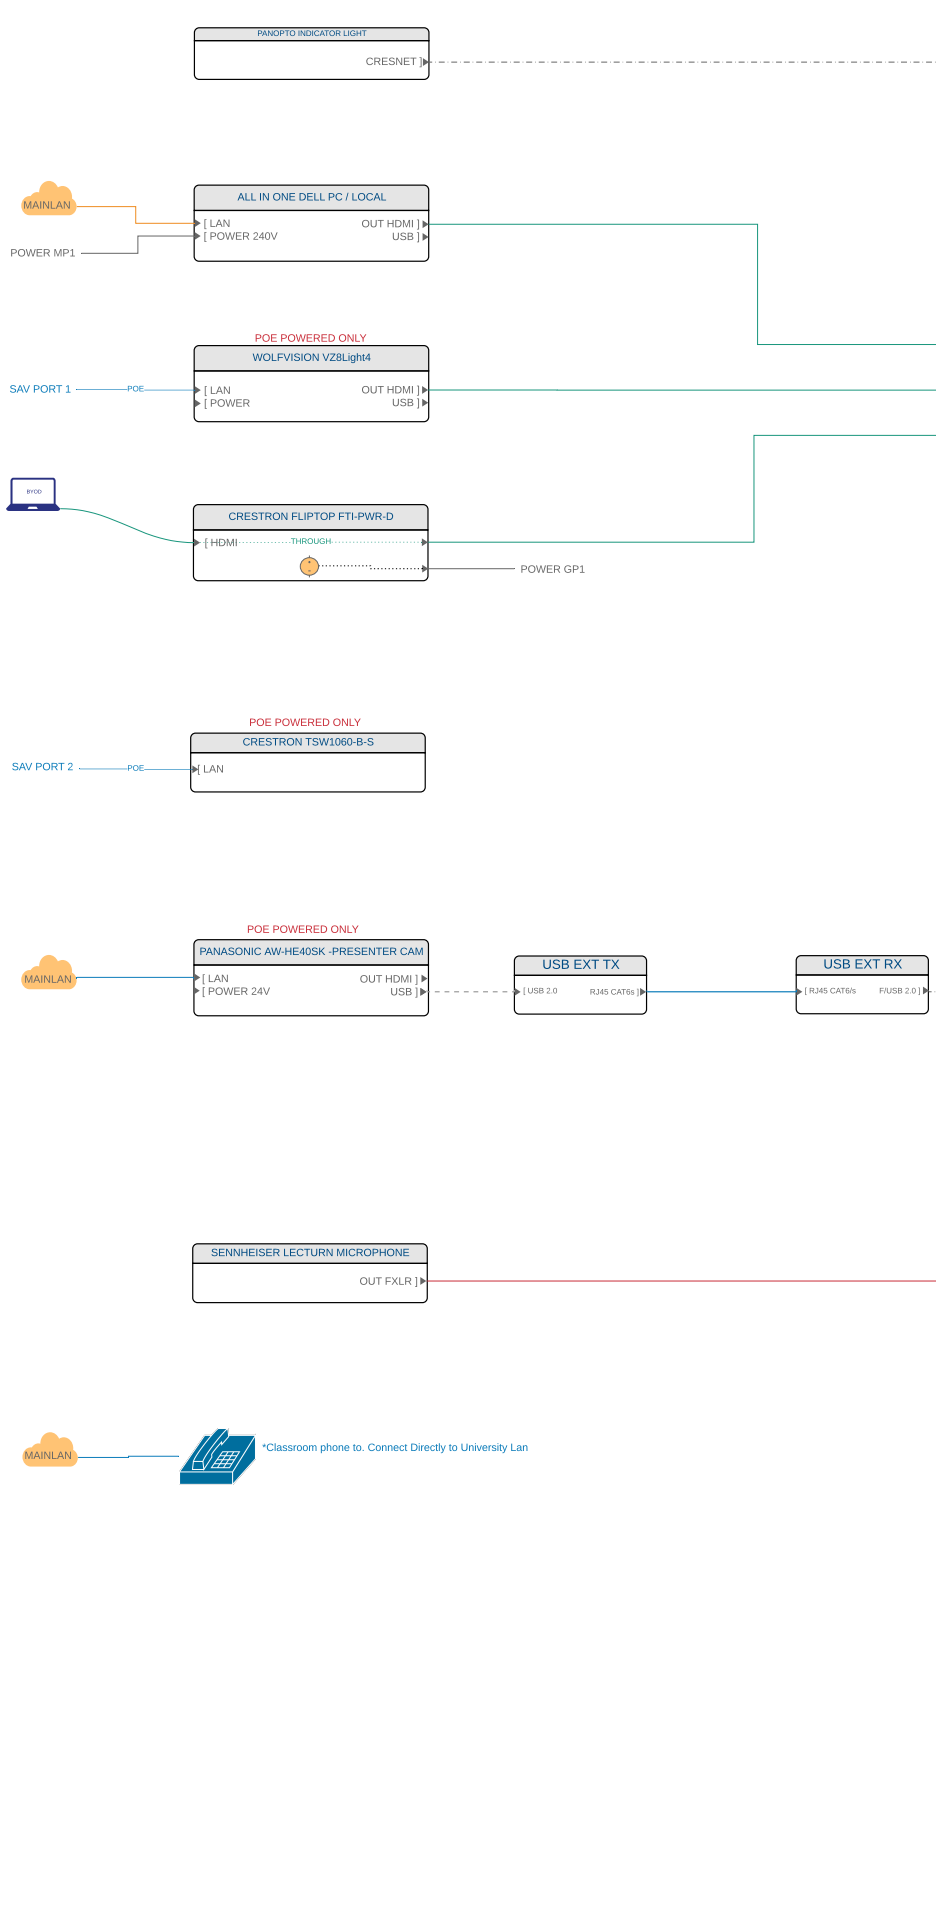 PANOPTO INDICATOR LIGHT
CRESNET ]
MAINLAN
ALL IN ONE DELL PC / LOCAL
[ LAN
OUT HDMI ]
[ POWER 240V
USB ]
POWER MP1
POE POWERED ONLY
WOLFVISION VZ8Light4
SAV PORT 1
POE
[ LAN
OUT HDMI ]
[ POWER
USB ]
BYOD
CRESTRON FLIPTOP FTI-PWR-D
[ HDMI
THROUGH
POWER GP1
POE POWERED ONLY
CRESTRON TSW1060-B-S
SAV PORT 2
POE
[ LAN
POE POWERED ONLY
PANASONIC AW-HE40SK -PRESENTER CAM
MAINLAN
[ LAN
OUT HDMI ]
[ POWER 24V
USB ]
USB EXT TX
[ USB 2.0
RJ45 CAT6s ]
USB EXT RX
[ RJ45 CAT6/s
F/USB 2.0 ]
SENNHEISER LECTURN MICROPHONE
OUT FXLR ]
MAINLAN
*Classroom phone to. Connect Directly to University Lan